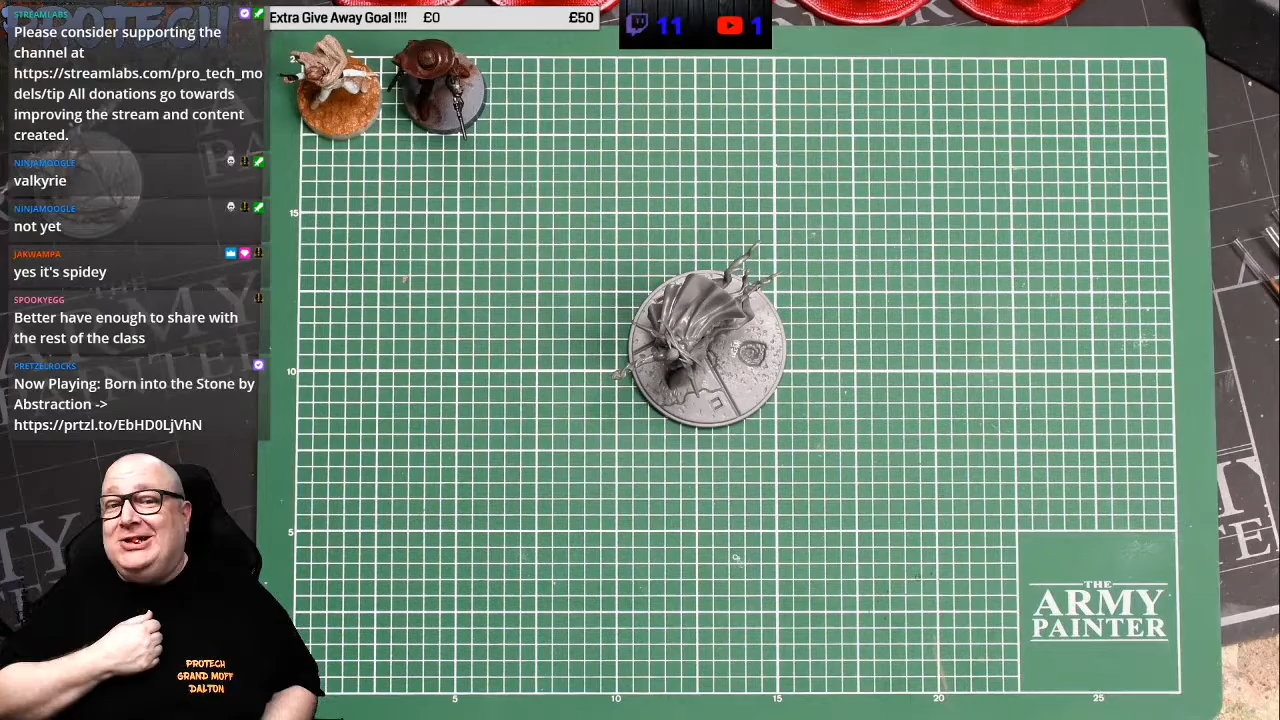 STREAMLABS
Please consider supporting the
channel at
https://streamlabs.com/pro_tech_mo
dels/tip All donations go towards
improving the stream and content
created.
NINJAMOOGLE
valkyrie
NINJAMOOGLE
not yet
JAKWAMPA
yes it's spidey
SPOOKYEGG
Better have enough to share with
the rest of the class
PRETZELROCKS
Now Playing: Born into the Stone by
Abstraction ->
https://prtzl.to/EbHD0LjVhN
Extra Give Away Goal !!!! £0 £50
11 1
15
10
5
5 10 15 20 25
THE
ARMY
PAINTER
PROTECH
GRAND MOFF
DALTON